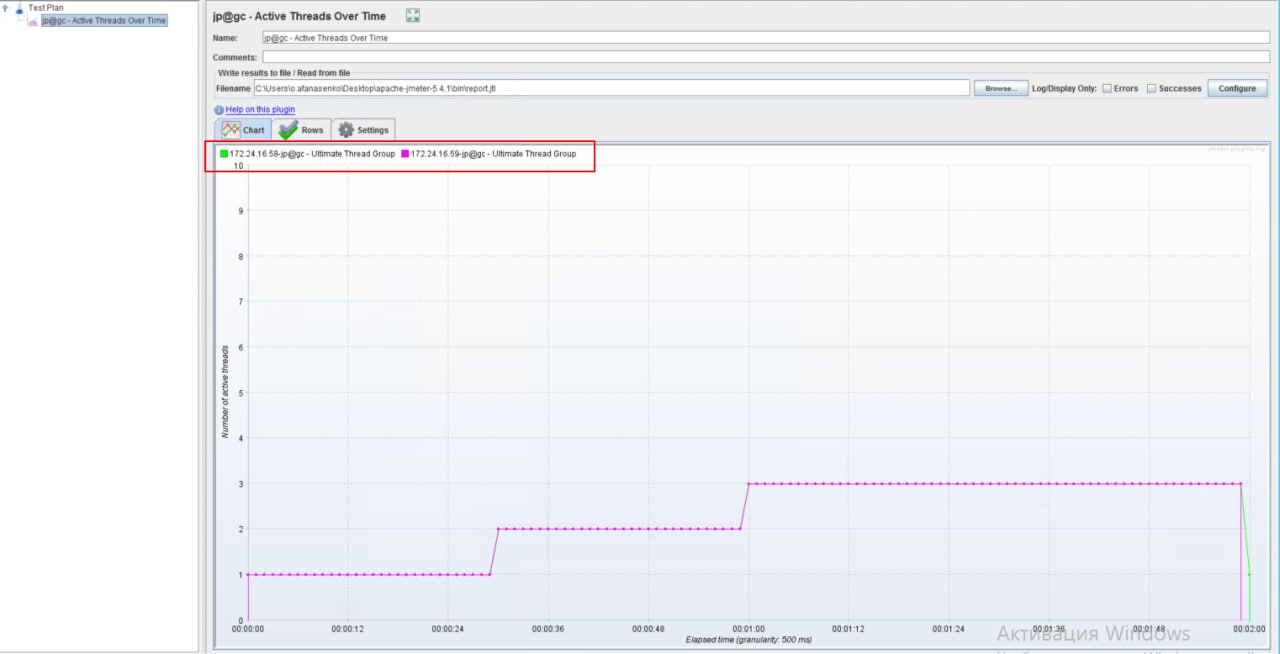 Test Plan
jp@gc - Active Threads Over Time
jp@gc - Active Threads Over Time
Name: jp@gc - Active Threads Over Time
Comments:
Write results to file / Read from file
Filename C:\Users\o.afanasenko\Desktop\apache-jmeter-5.4.1\bin\report.jtl Browse... Log/Display Only: Errors Successes Configure
Help on this plugin
Chart Rows Settings
172.24.16.58-jp@gc - Ultimate Thread Group 172.24.16.59-jp@gc - Ultimate Thread Group
jmeter-plugins.org
10
9
8
7
6
5
4
3
2
1
0
Number of active threads
00:00:00 00:00:12 00:00:24 00:00:36 00:00:48 00:01:00 00:01:12 00:01:24 00:01:36 00:01:48 00:02:00
Elapsed time (granularity: 500 ms)
Активация Windows